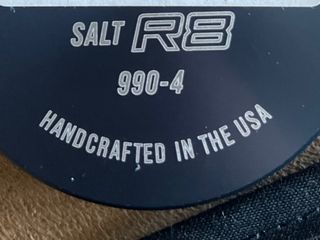 SALT R8
990-4
HANDCRAFTED IN THE USA